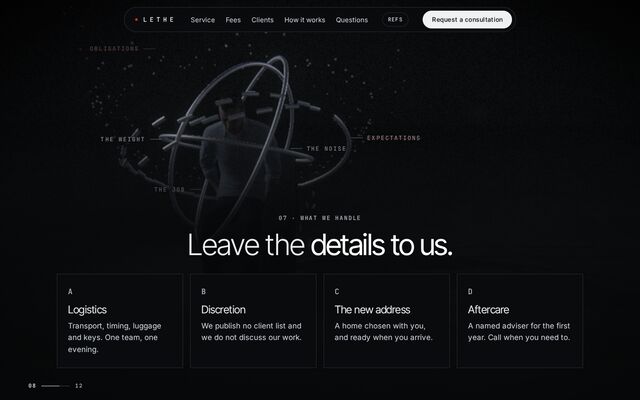 LETHE
Service Fees Clients How it works Questions REFS Request a consultation
OBLIGATIONS
THE WEIGHT
EXPECTATIONS
THE NOISE
THE JOB
07 · WHAT WE HANDLE
Leave the details to us.
A
Logistics
Transport, timing, luggage
and keys. One team, one
evening.
B
Discretion
We publish no client list and
we do not discuss our work.
C
The new address
A home chosen with you,
and ready when you arrive.
D
Aftercare
A named adviser for the first
year. Call when you need to.
08 12